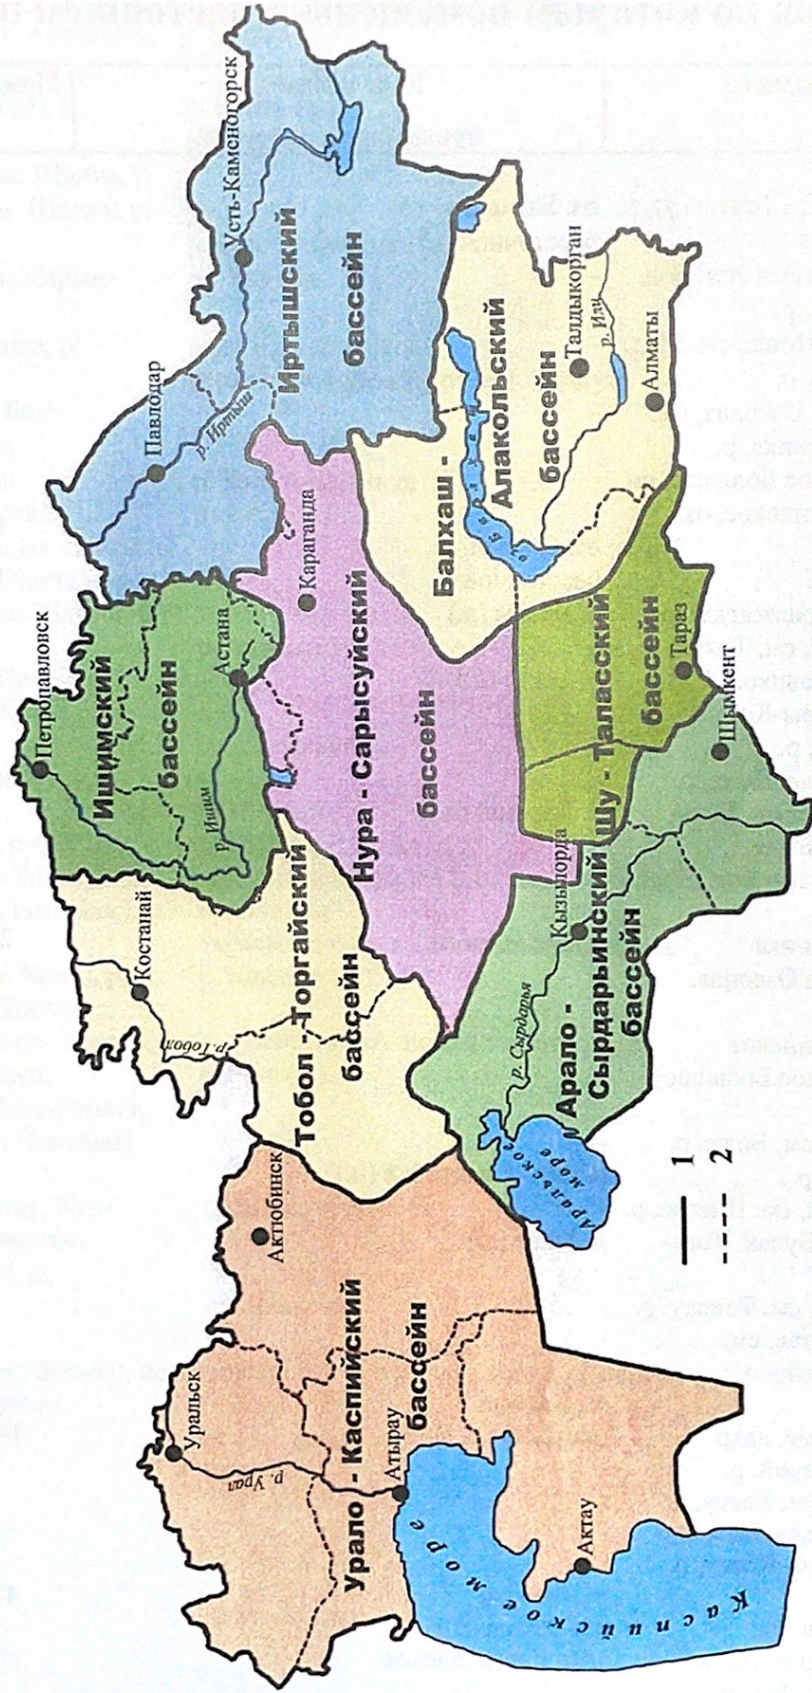 Урало - Каспийский
бассейн
Уральск
р. Урал
Атырау
Актау
Каспийское море
Актюбинск
Тобол - Торгайский
бассейн
Костанай
р.Тобол
Ишимский
бассейн
Петропавловск
р. Ишим
Астана
Нура - Сарысуйский
бассейн
Караганда
Иртышский
бассейн
Павлодар
р. Иртыш
Усть-Каменогорск
Балхаш -
Алакольский
бассейн
Талдыкорган
р. Или
Алматы
Шу - Таласский
бассейн
Тараз
Арало -
Сырдарьинский
бассейн
Кызылорда
р. Сырдарья
Шымкент
Аральское
море
1
2